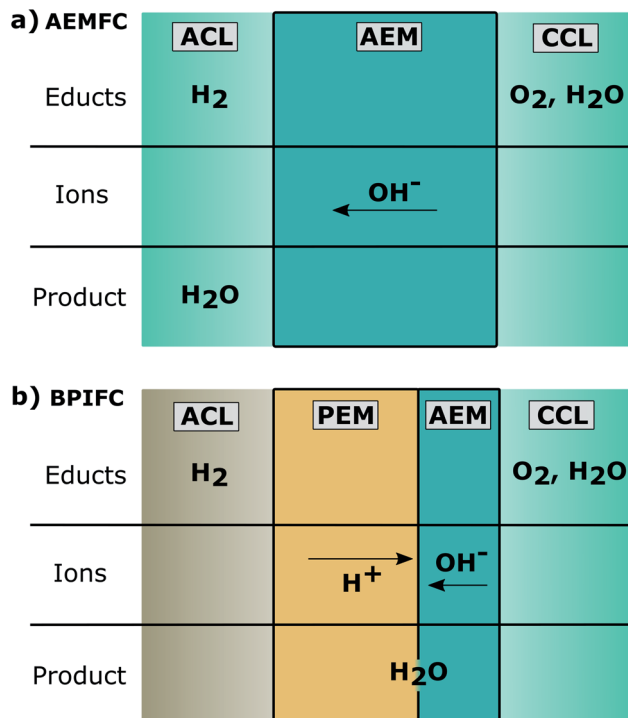 a) AEMFC
ACL AEM CCL
Educts H₂ O₂, H₂O
Ions OH⁻
Product H₂O
b) BPIFC
ACL PEM AEM CCL
Educts H₂ O₂, H₂O
Ions H⁺ OH⁻
Product H₂O